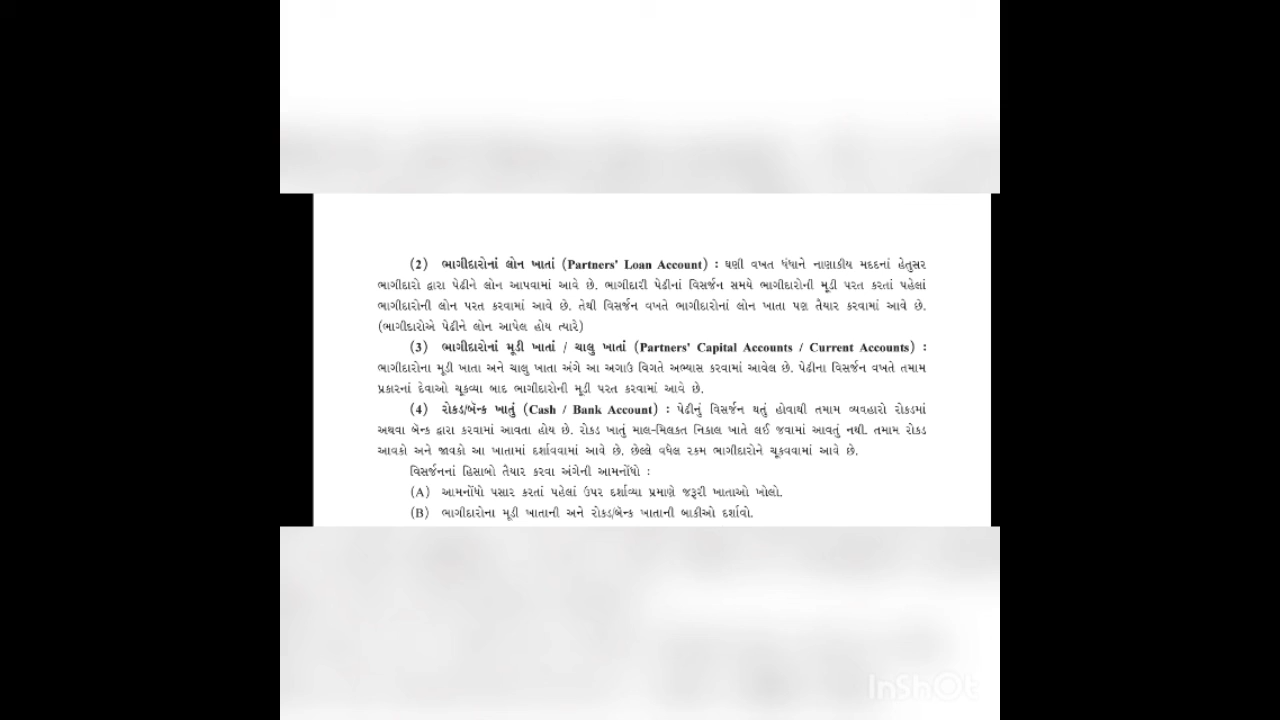 (2) ભાગીદારોનાં લોન ખાતાં (Partners' Loan Account) : ઘણી વખત ધંધાને નાણાકીય મદદનાં હેતુસર
ભાગીદારો દ્વારા પેઢીને લોન આપવામાં આવે છે. ભાગીદારી પેઢીનાં વિસર્જન સમયે ભાગીદારોની મૂડી પરત કરતાં પહેલાં
ભાગીદારોની લોન પરત કરવામાં આવે છે. તેથી વિસર્જન વખતે ભાગીદારોનાં લોન ખાતા પણ તૈયાર કરવામાં આવે છે.
(ભાગીદારોએ પેઢીને લોન આપેલ હોય ત્યારે)
(3) ભાગીદારોનાં મૂડી ખાતાં / ચાલુ ખાતાં (Partners' Capital Accounts / Current Accounts) :
ભાગીદારોના મૂડી ખાતા અને ચાલુ ખાતા અંગે આ અગાઉ વિગતે અભ્યાસ કરવામાં આવેલ છે. પેઢીના વિસર્જન વખતે તમામ
પ્રકારનાં દેવાઓ ચૂકવ્યા બાદ ભાગીદારોની મૂડી પરત કરવામાં આવે છે.
(4) રોકડ/બૅન્ક ખાતું (Cash / Bank Account) : પેઢીનું વિસર્જન થતું હોવાથી તમામ વ્યવહારો રોકડમાં
અથવા બૅન્ક દ્વારા કરવામાં આવતા હોય છે. રોકડ ખાતું માલ-મિલકત નિકાલ ખાતે લઈ જવામાં આવતું નથી. તમામ રોકડ
આવકો અને જાવકો આ ખાતામાં દર્શાવવામાં આવે છે. છેલ્લે વધેલ રકમ ભાગીદારોને ચૂકવવામાં આવે છે.
વિસર્જનનાં હિસાબો તૈયાર કરવા અંગેની આમનોંધો :
(A) આમનોંધો પસાર કરતાં પહેલાં ઉપર દર્શાવ્યા પ્રમાણે જરૂરી ખાતાઓ ખોલો.
(B) ભાગીદારોના મૂડી ખાતાની અને રોકડ/બેન્ક ખાતાની બાકીઓ દર્શાવો.
InShOt